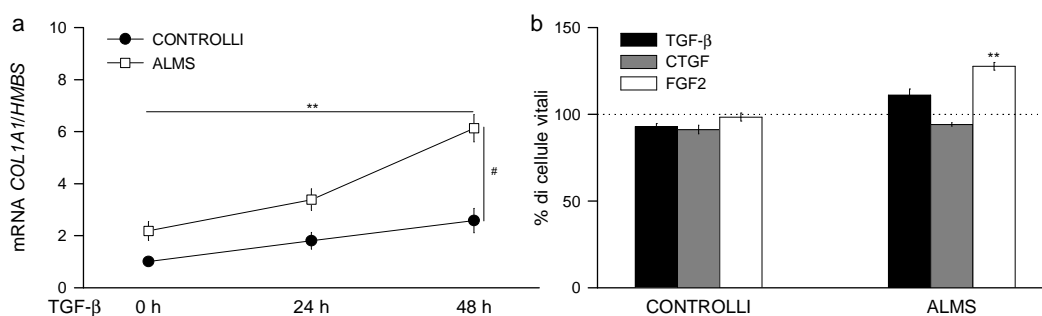 a
CONTROLLI
ALMS
10
8
6
4
2
0
mRNA COL1A1/HMBS
**
#
TGF-β 0 h 24 h 48 h
b
TGF-β
CTGF
FGF2
150
100
50
0
% di cellule vitali
**
CONTROLLI ALMS